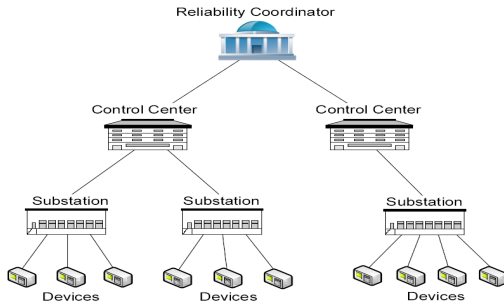 Reliability Coordinator
Control Center
Control Center
Substation
Substation
Substation
Devices
Devices
Devices